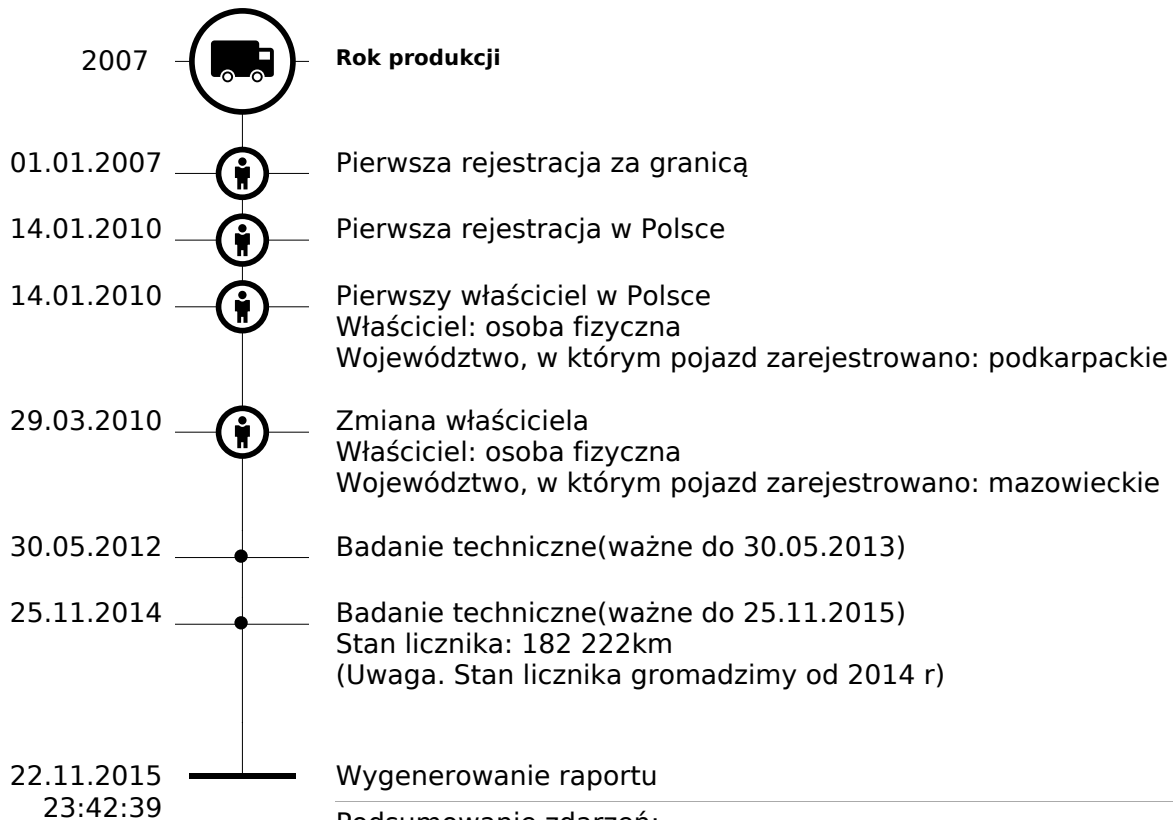 2007 Rok produkcji
01.01.2007 Pierwsza rejestracja za granicą
14.01.2010 Pierwsza rejestracja w Polsce
14.01.2010 Pierwszy właściciel w Polsce
Właściciel: osoba fizyczna
Województwo, w którym pojazd zarejestrowano: podkarpackie
29.03.2010 Zmiana właściciela
Właściciel: osoba fizyczna
Województwo, w którym pojazd zarejestrowano: mazowieckie
30.05.2012 Badanie techniczne(ważne do 30.05.2013)
25.11.2014 Badanie techniczne(ważne do 25.11.2015)
Stan licznika: 182 222km
(Uwaga. Stan licznika gromadzimy od 2014 r)
22.11.2015 Wygenerowanie raportu
23:42:39
Podsumowanie zdarzeń: